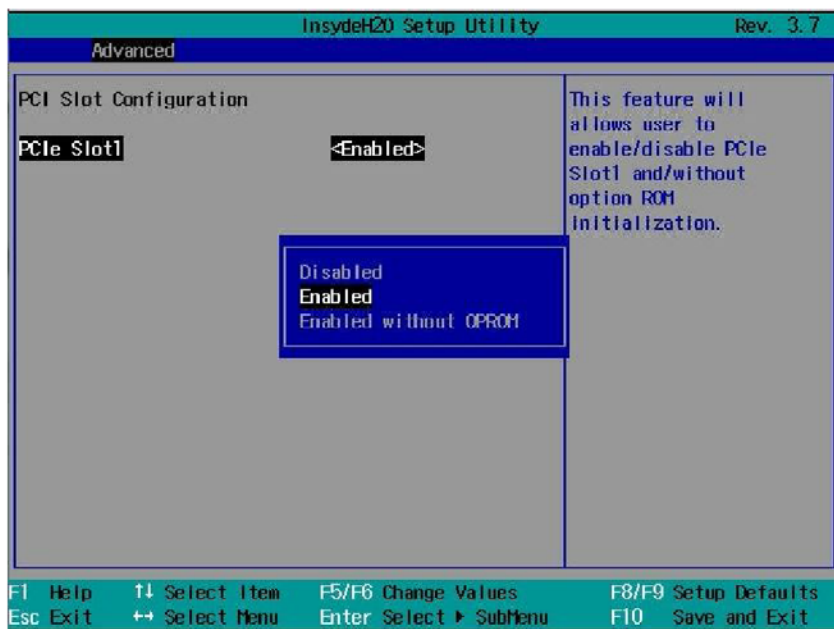 InsydeH20 Setup Utility Rev. 3.7
Advanced
PCI Slot Configuration
PCIe Slot1 <Enabled>
This feature will
allows user to
enable/disable PCIe
Slot1 and/without
option ROM
initialization.
Disabled
Enabled
Enabled without OPROM
F1 Help ↑↓ Select Item F5/F6 Change Values F8/F9 Setup Defaults
Esc Exit ↔ Select Menu Enter Select ▶ SubMenu F10 Save and Exit